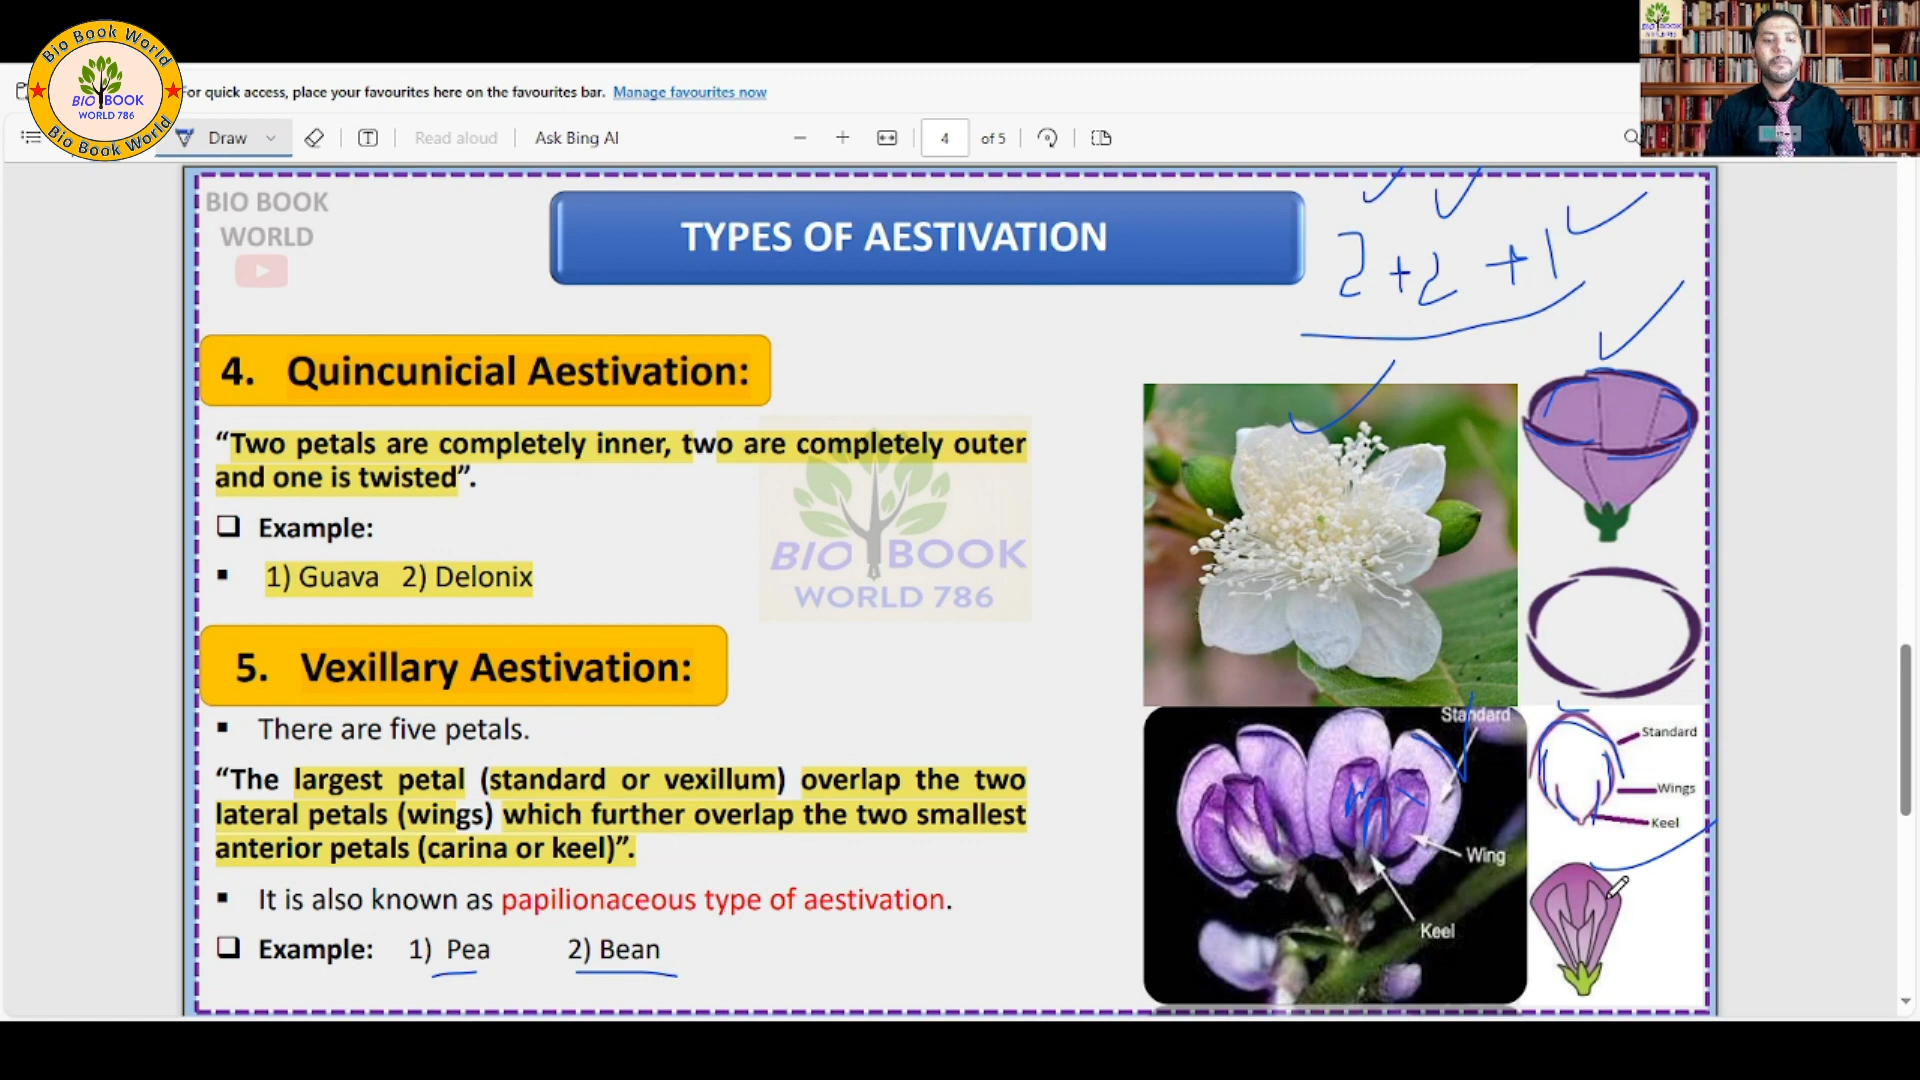 Bio Book World
BIO BOOK
WORLD 786
Bio Book World
For quick access, place your favourites here on the favourites bar. Manage favourites now
Draw
Read aloud
Ask Bing AI
4 of 5
BIO BOOK
WORLD
TYPES OF AESTIVATION
2+2 +1
4. Quincunicial Aestivation:
“Two petals are completely inner, two are completely outer
and one is twisted”.
Example:
1) Guava 2) Delonix
BIO BOOK
WORLD 786
5. Vexillary Aestivation:
There are five petals.
“The largest petal (standard or vexillum) overlap the two
lateral petals (wings) which further overlap the two smallest
anterior petals (carina or keel)”.
It is also known as papilionaceous type of aestivation.
Example: 1) Pea 2) Bean
Standard
Wing
Keel
Standard
Wings
Keel